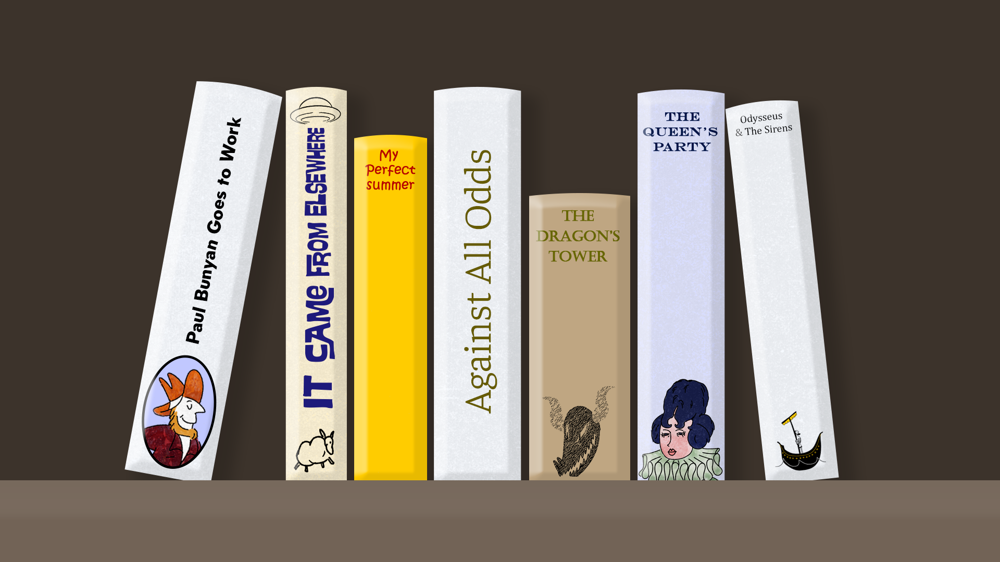 Paul Bunyan Goes to Work
IT CAMe FROM ELSEWHERE
My
Perfect
summer
Against All Odds
THE
DRAGON'S
TOWER
THE
QUEEN'S
PARTY
Odysseus
& The Sirens